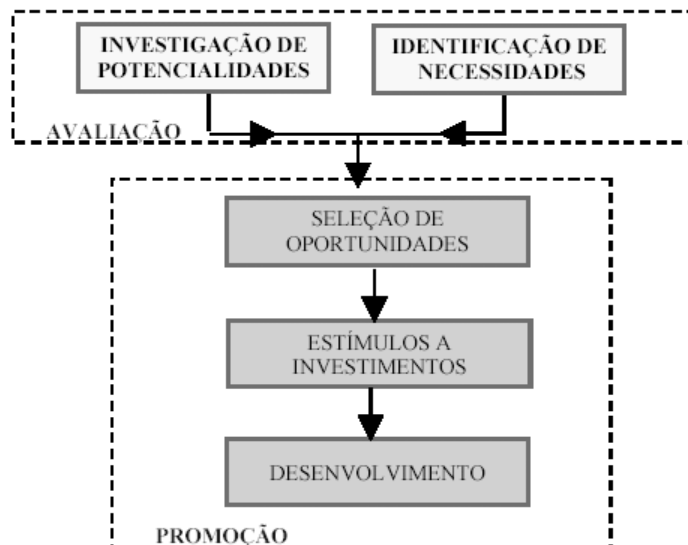 INVESTIGAÇÃO DE
POTENCIALIDADES
IDENTIFICAÇÃO DE
NECESSIDADES
AVALIAÇÃO
SELEÇÃO DE
OPORTUNIDADES
ESTÍMULOS A
INVESTIMENTOS
DESENVOLVIMENTO
PROMOÇÃO